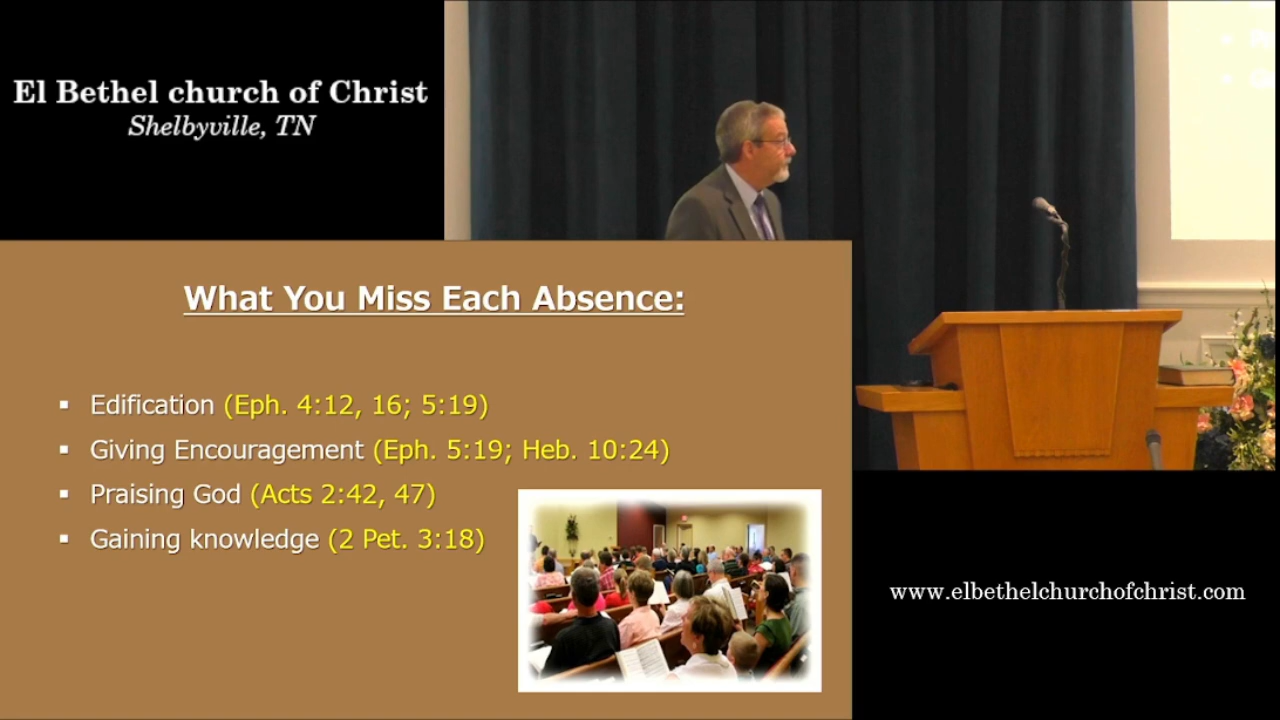 El Bethel church of Christ
Shelbyville, TN
What You Miss Each Absence:
▪ Edification (Eph. 4:12, 16; 5:19)
▪ Giving Encouragement (Eph. 5:19; Heb. 10:24)
▪ Praising God (Acts 2:42, 47)
▪ Gaining knowledge (2 Pet. 3:18)
www.elbethelchurchofchrist.com